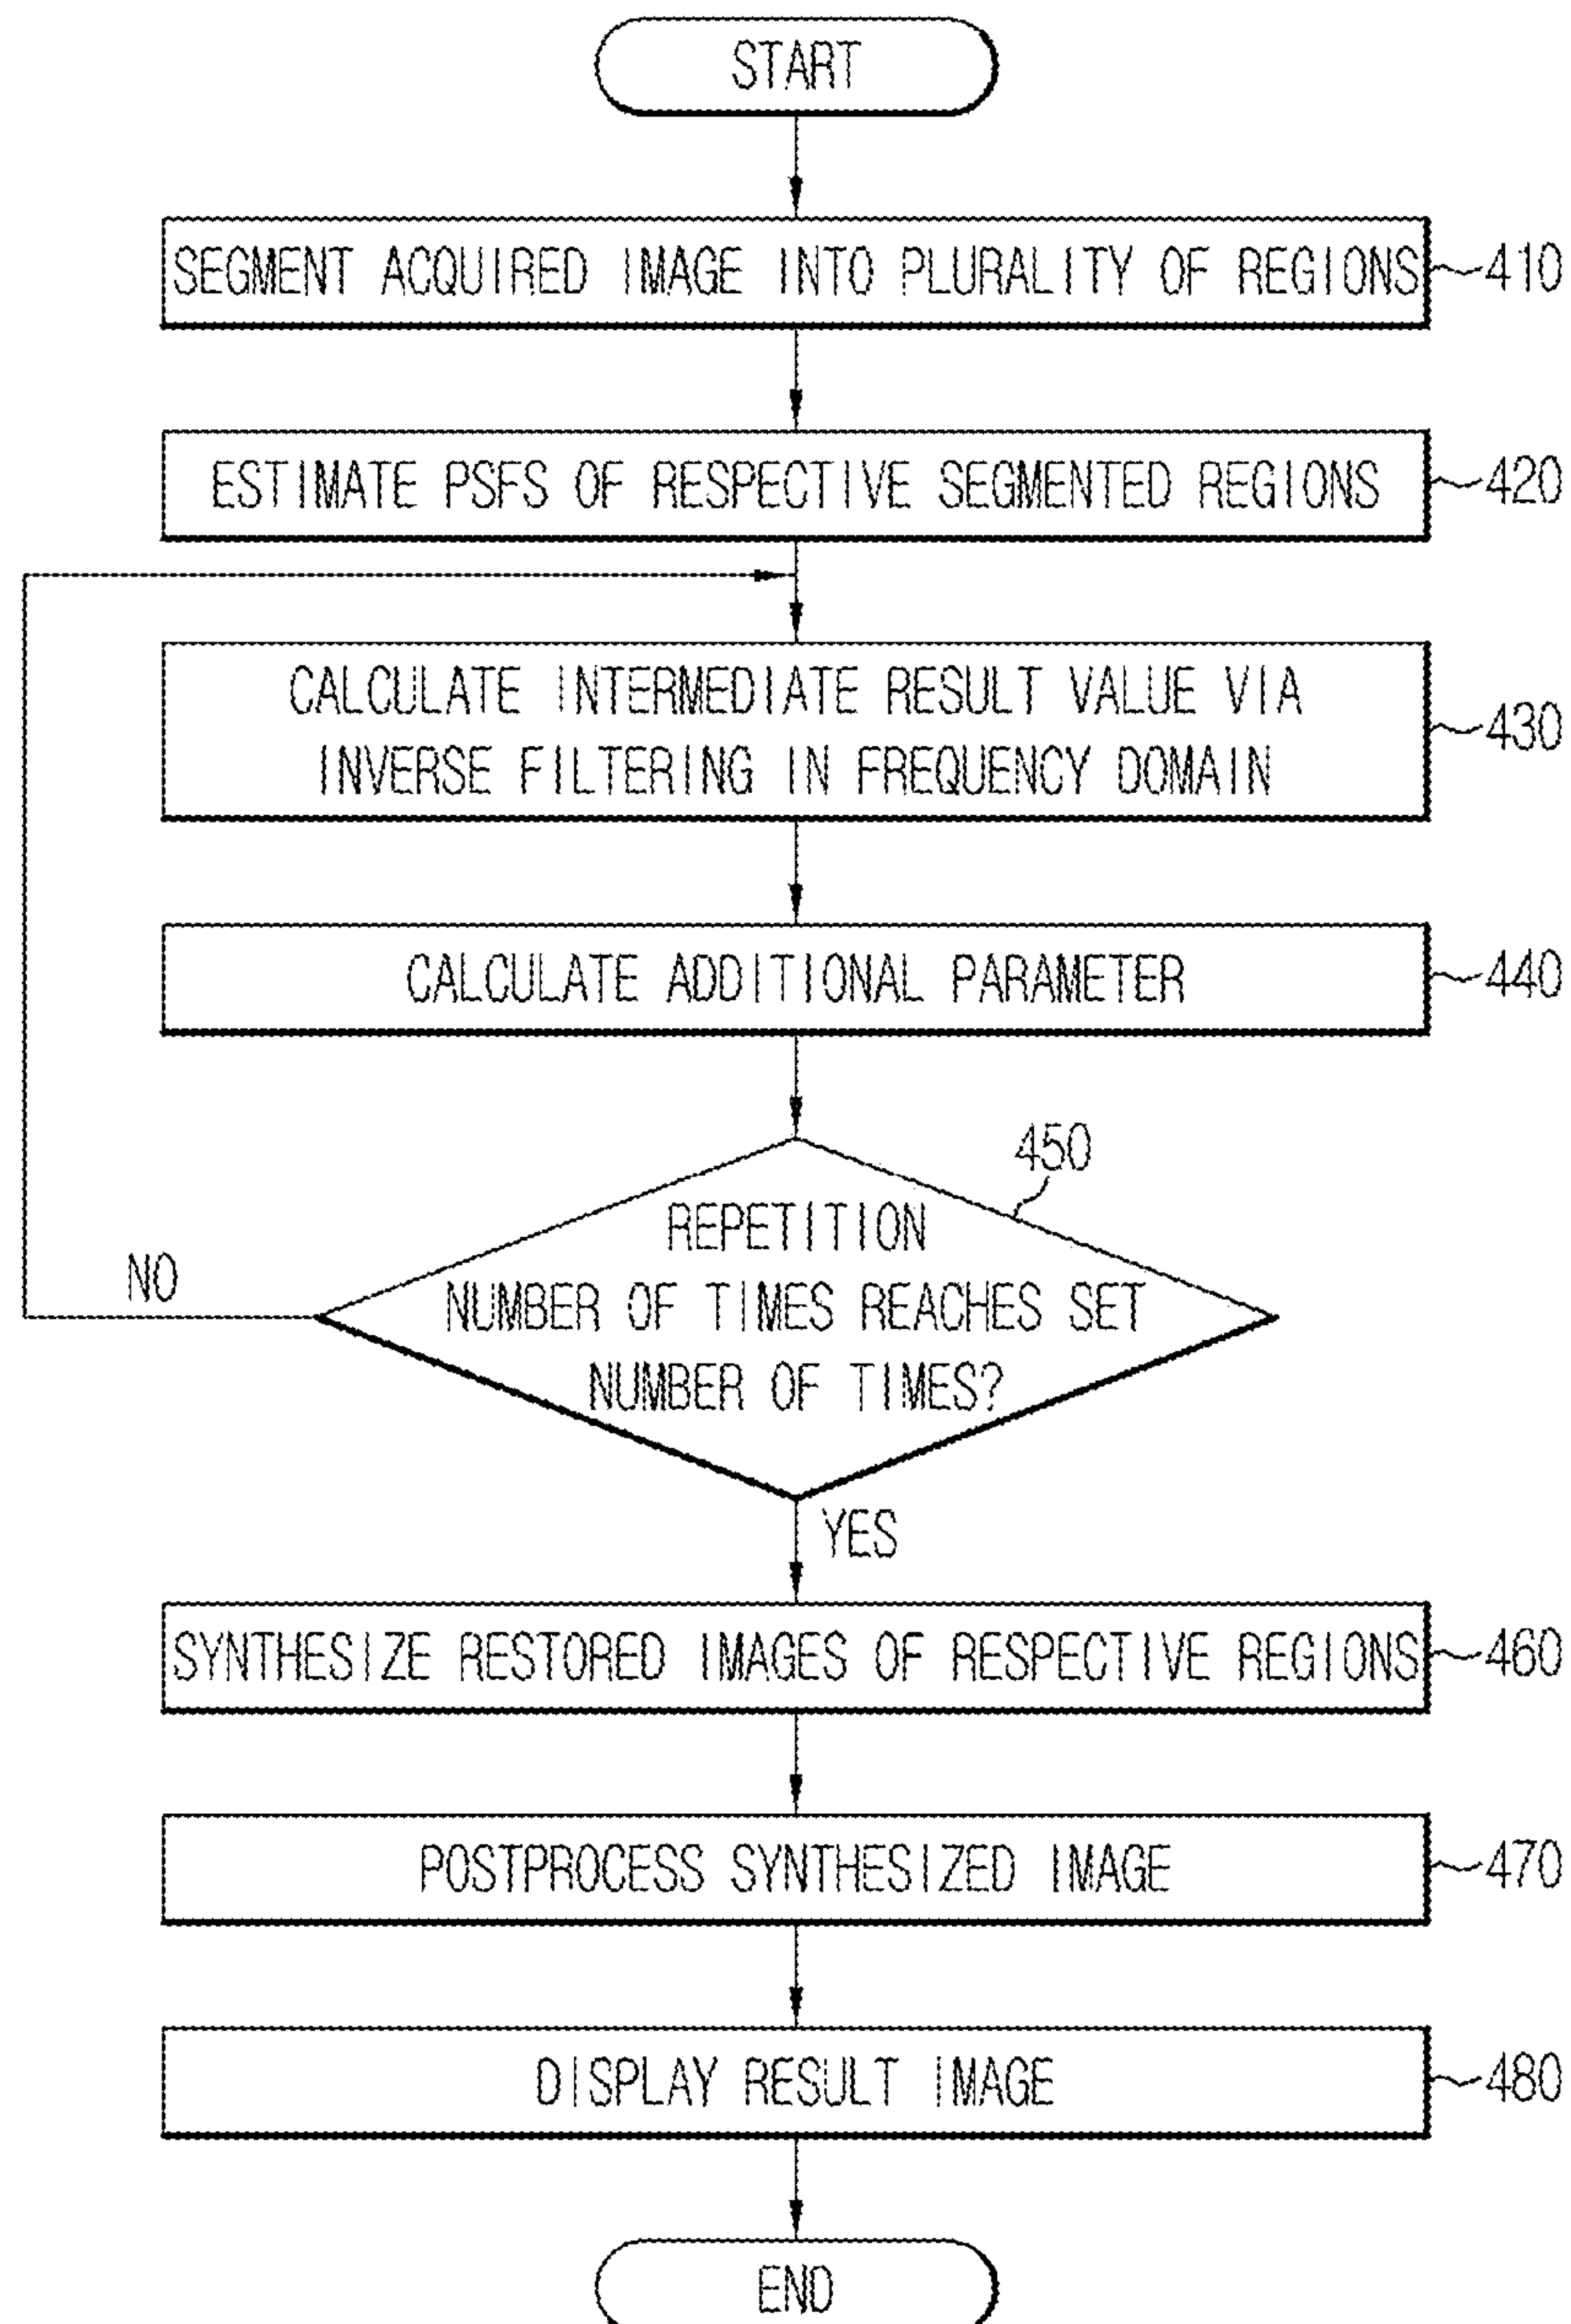 START
SEGMENT ACQUIRED IMAGE INTO PLURALITY OF REGIONS
410
ESTIMATE PSFS OF RESPECTIVE SEGMENTED REGIONS
420
CALCULATE INTERMEDIATE RESULT VALUE VIA
INVERSE FILTERING IN FREQUENCY DOMAIN
430
CALCULATE ADDITIONAL PARAMETER
440
450
REPETITION
NUMBER OF TIMES REACHES SET
NUMBER OF TIMES?
NO
YES
SYNTHESIZE RESTORED IMAGES OF RESPECTIVE REGIONS
460
POSTPROCESS SYNTHESIZED IMAGE
470
DISPLAY RESULT IMAGE
480
END